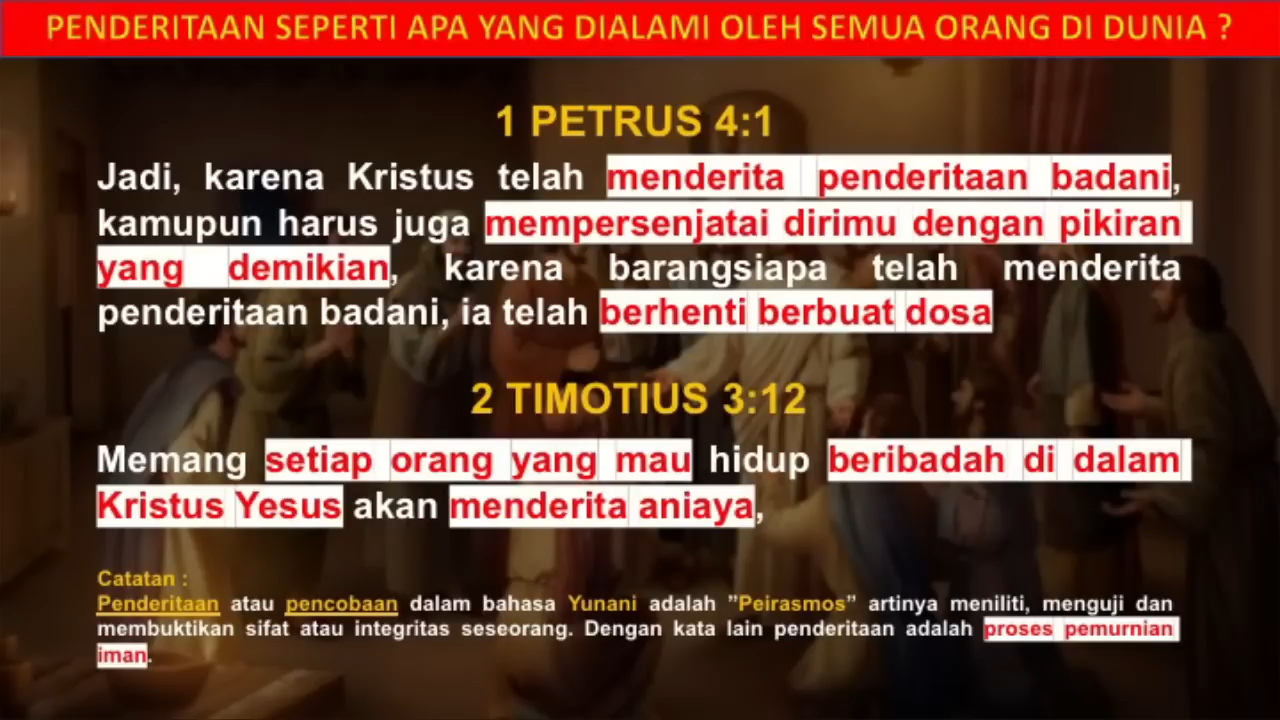 PENDERITAAN SEPERTI APA YANG DIALAMI OLEH SEMUA ORANG DI DUNIA ?
1 PETRUS 4:1
Jadi, karena Kristus telah menderita penderitaan badani,
kamupun harus juga mempersenjatai dirimu dengan pikiran
yang demikian, karena barangsiapa telah menderita
penderitaan badani, ia telah berhenti berbuat dosa
2 TIMOTIUS 3:12
Memang setiap orang yang mau hidup beribadah di dalam
Kristus Yesus akan menderita aniaya,
Catatan :
Penderitaan atau pencobaan dalam bahasa Yunani adalah ”Peirasmos” artinya meniliti, menguji dan
membuktikan sifat atau integritas seseorang. Dengan kata lain penderitaan adalah proses pemurnian
iman.